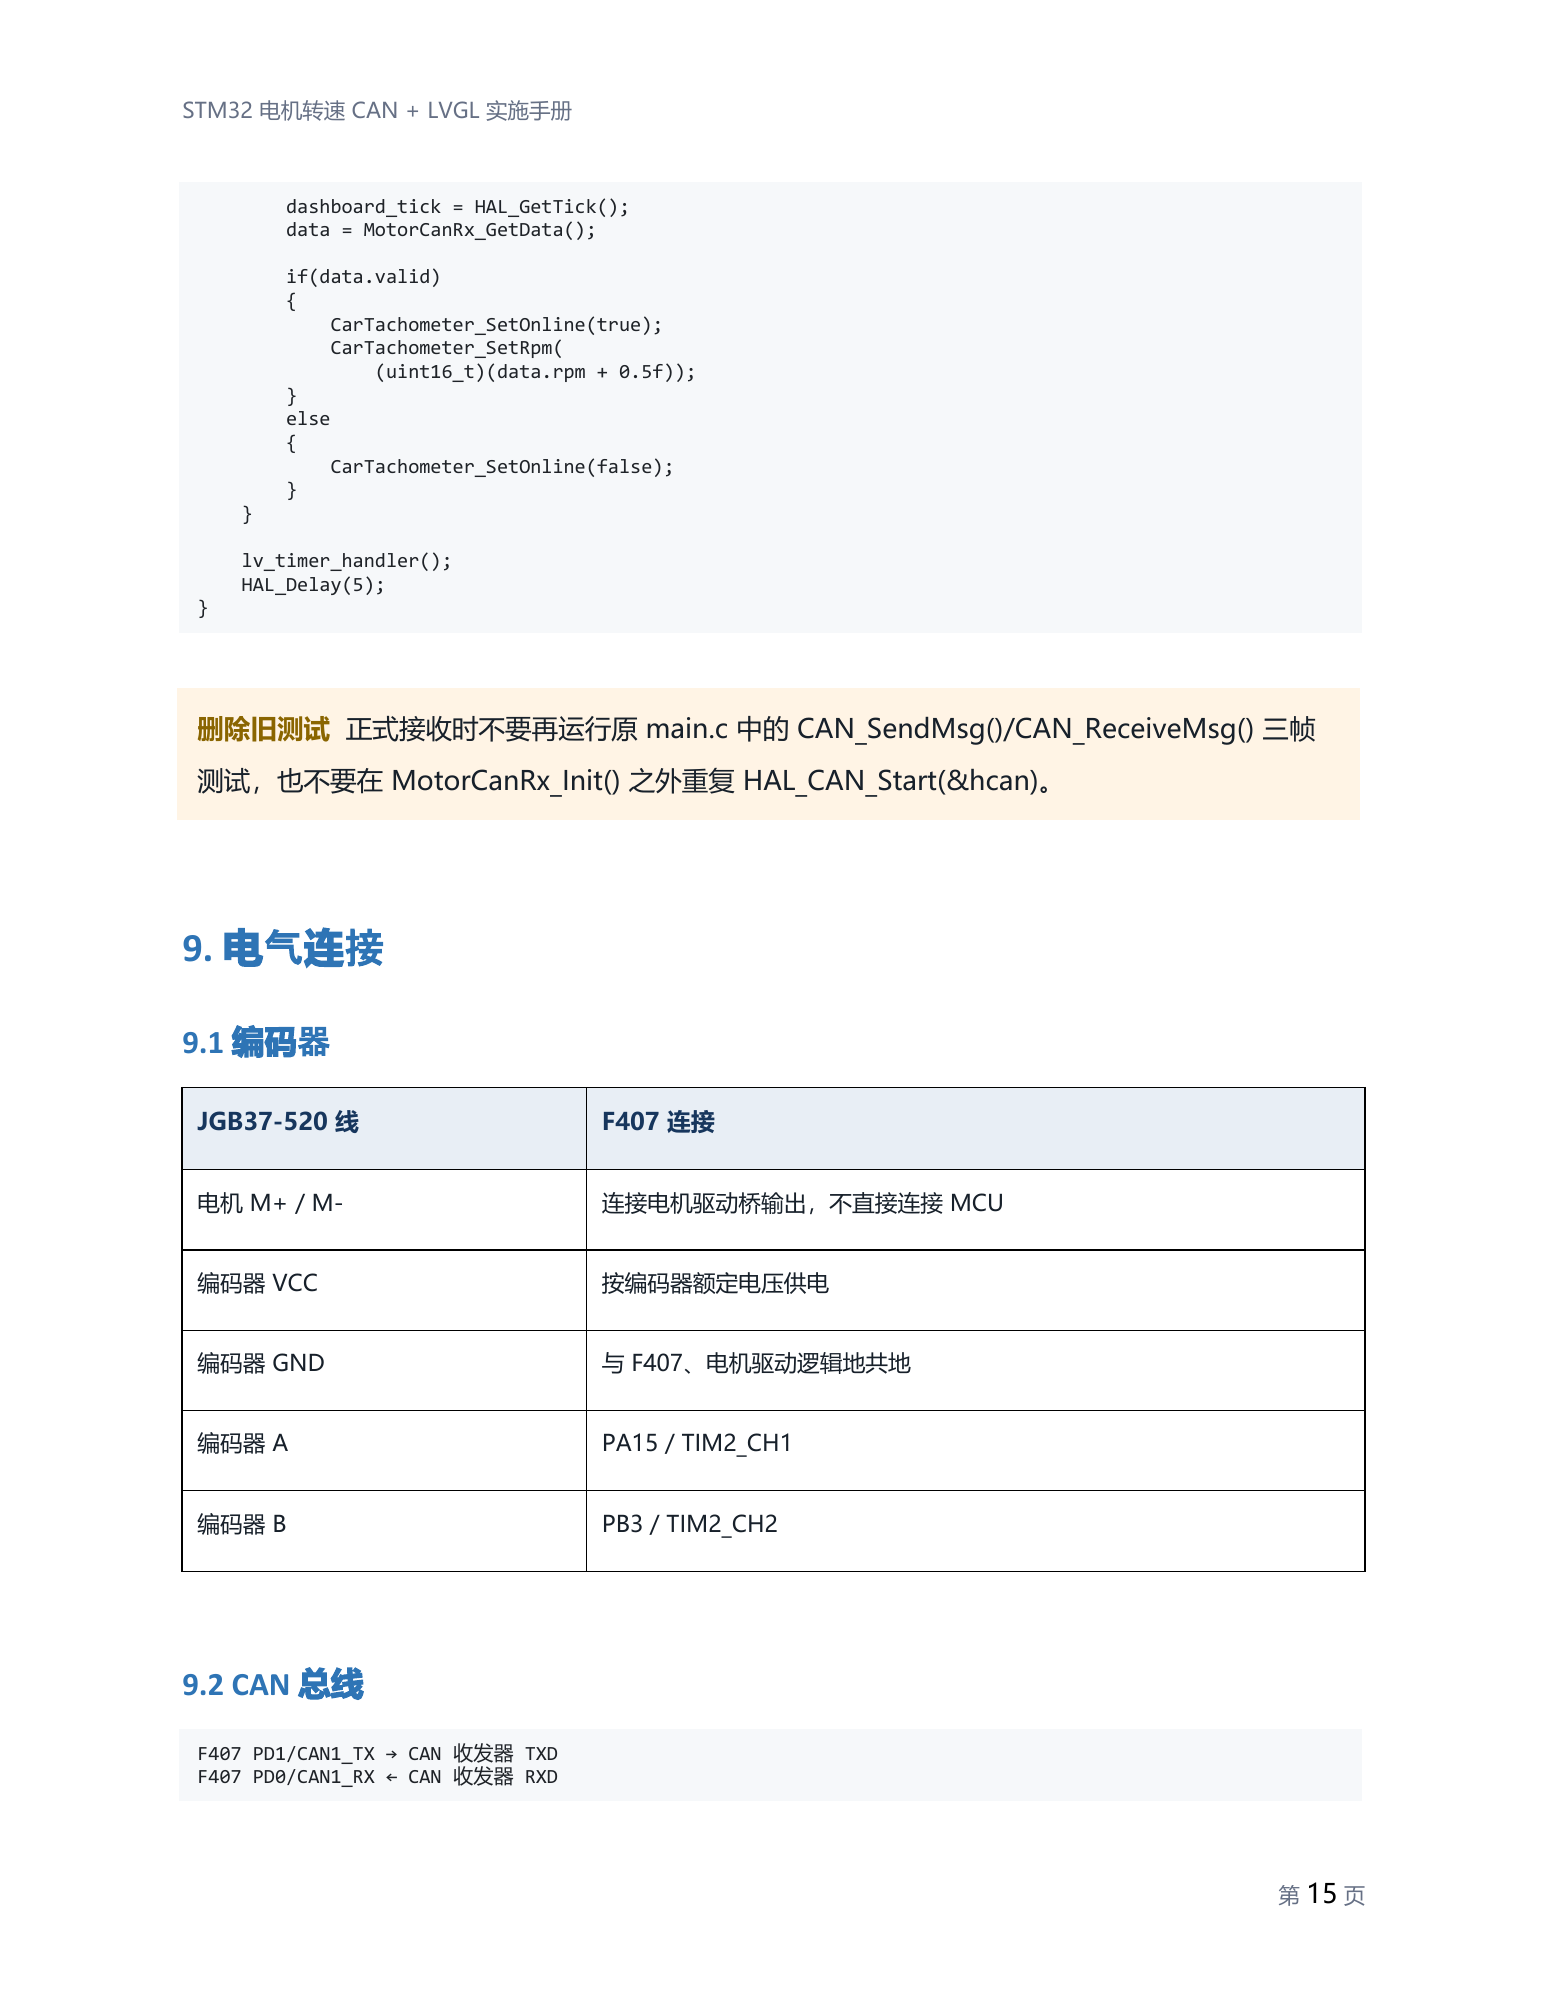 STM32 电机转速 CAN + LVGL 实施手册
        dashboard_tick = HAL_GetTick();
        data = MotorCanRx_GetData();

        if(data.valid)
        {
            CarTachometer_SetOnline(true);
            CarTachometer_SetRpm(
                (uint16_t)(data.rpm + 0.5f));
        }
        else
        {
            CarTachometer_SetOnline(false);
        }
    }

    lv_timer_handler();
    HAL_Delay(5);
}
删除旧测试 正式接收时不要再运行原 main.c 中的 CAN_SendMsg()/CAN_ReceiveMsg() 三帧
测试，也不要在 MotorCanRx_Init() 之外重复 HAL_CAN_Start(&hcan)。
9. 电气连接
9.1 编码器
JGB37-520 线 F407 连接
电机 M+ / M- 连接电机驱动桥输出，不直接连接 MCU
编码器 VCC 按编码器额定电压供电
编码器 GND 与 F407、电机驱动逻辑地共地
编码器 A PA15 / TIM2_CH1
编码器 B PB3 / TIM2_CH2
9.2 CAN 总线
F407 PD1/CAN1_TX → CAN 收发器 TXD
F407 PD0/CAN1_RX ← CAN 收发器 RXD
第 15 页